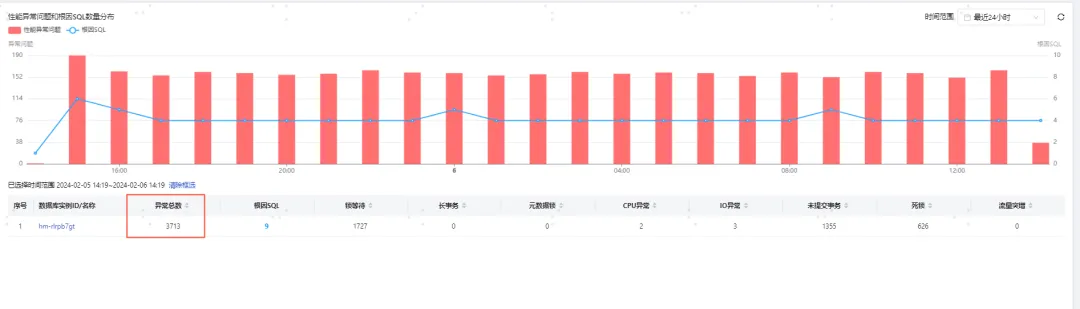 性能异常问题和根因SQL数量分布
时间范围 最近24小时
性能异常问题 根因SQL
异常问题 根因SQL
190 10
152 8
114 6
76 4
38 2
0 0
16:00 20:00 6 04:00 08:00 12:00
已选择时间范围 2024-02-05 14:19~2024-02-06 14:19 清除框选
序号 数据库实例ID/名称 异常总数 根因SQL 锁等待 长事务 元数据锁 CPU异常 IO异常 未提交事务 死锁 流量突增
1 hm-rlrpb7gt 3713 9 1727 0 0 2 3 1355 626 0